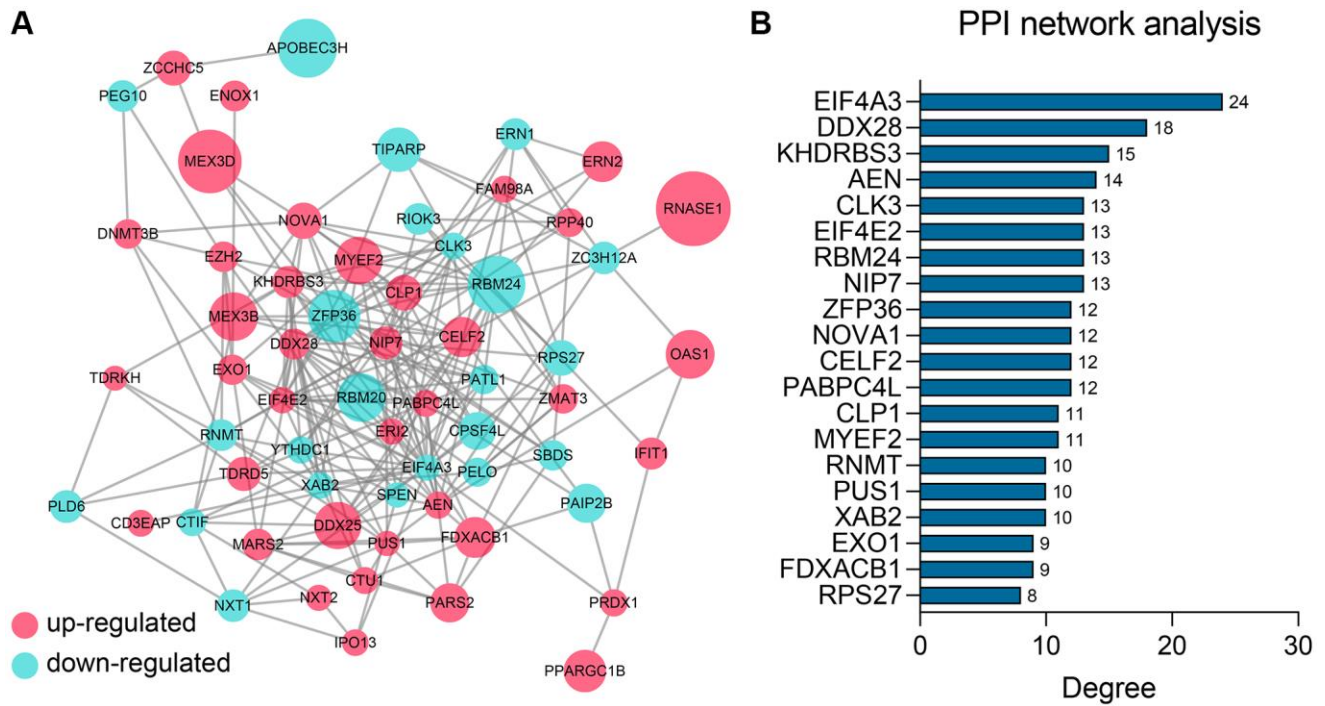 A
APOBEC3H
ZCCHC5
PEG10
ENOX1
MEX3D
TIPARP
ERN1
ERN2
FAM98A
RNASE1
DNMT3B
NOVA1
RIOK3
RPP40
EZH2
MYEF2
CLK3
ZC3H12A
KHDRBS3
CLP1
RBM24
MEX3B
ZFP36
DDX28
NIP7
CELF2
OAS1
RPS27
EXO1
TDRKH
PATL1
EIF4E2
RBM20
PABPC4L
ZMAT3
RNMT
ERI2
CPSF4L
YTHDC1
IFIT1
SBDS
EIF4A3
PELO
TDRD5
XAB2
SPEN
PLD6
AEN
PAIP2B
CD3EAP
CTIF
DDX25
FDXACB1
MARS2
PUS1
CTU1
NXT1
NXT2
PARS2
PRDX1
IPO13
PPARGC1B
up-regulated
down-regulated
B
PPI network analysis
EIF4A3 24
DDX28 18
KHDRBS3 15
AEN 14
CLK3 13
EIF4E2 13
RBM24 13
NIP7 13
ZFP36 12
NOVA1 12
CELF2 12
PABPC4L 12
CLP1 11
MYEF2 11
RNMT 10
PUS1 10
XAB2 10
EXO1 9
FDXACB1 9
RPS27 8
0 10 20 30
Degree